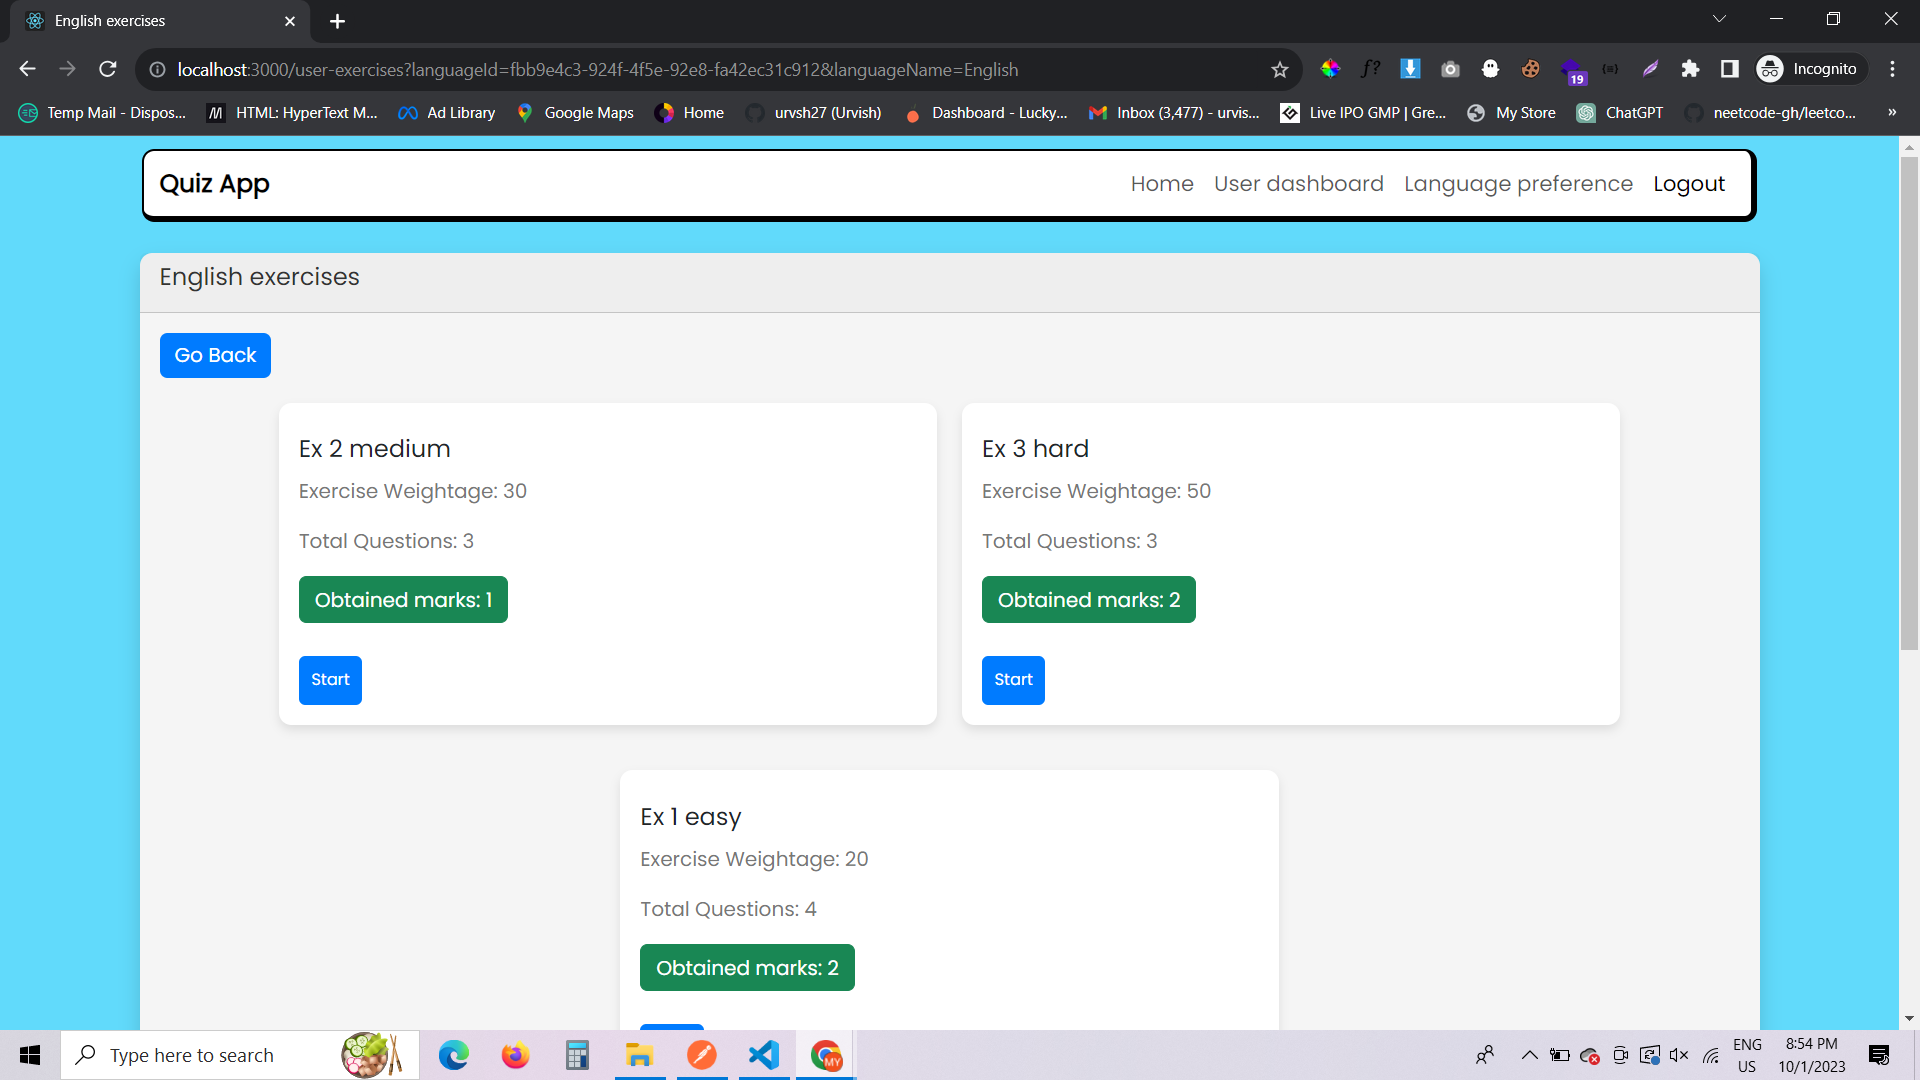 English exercises
localhost:3000/user-exercises?languageId=fbb9e4c3-924f-4f5e-92e8-fa42ec31c912&languageName=English
f?
19
Incognito
Temp Mail - Dispos...
HTML: HyperText M...
Ad Library
Google Maps
Home
urvsh27 (Urvish)
Dashboard - Lucky...
Inbox (3,477) - urvis...
Live IPO GMP | Gre...
My Store
ChatGPT
neetcode-gh/leetco...
»
Quiz App
Home
User dashboard
Language preference
Logout
English exercises
Go Back
Ex 2 medium
Exercise Weightage: 30
Total Questions: 3
Obtained marks: 1
Start
Ex 3 hard
Exercise Weightage: 50
Total Questions: 3
Obtained marks: 2
Start
Ex 1 easy
Exercise Weightage: 20
Total Questions: 4
Obtained marks: 2
Type here to search
MY
ENG
US
8:54 PM
10/1/2023